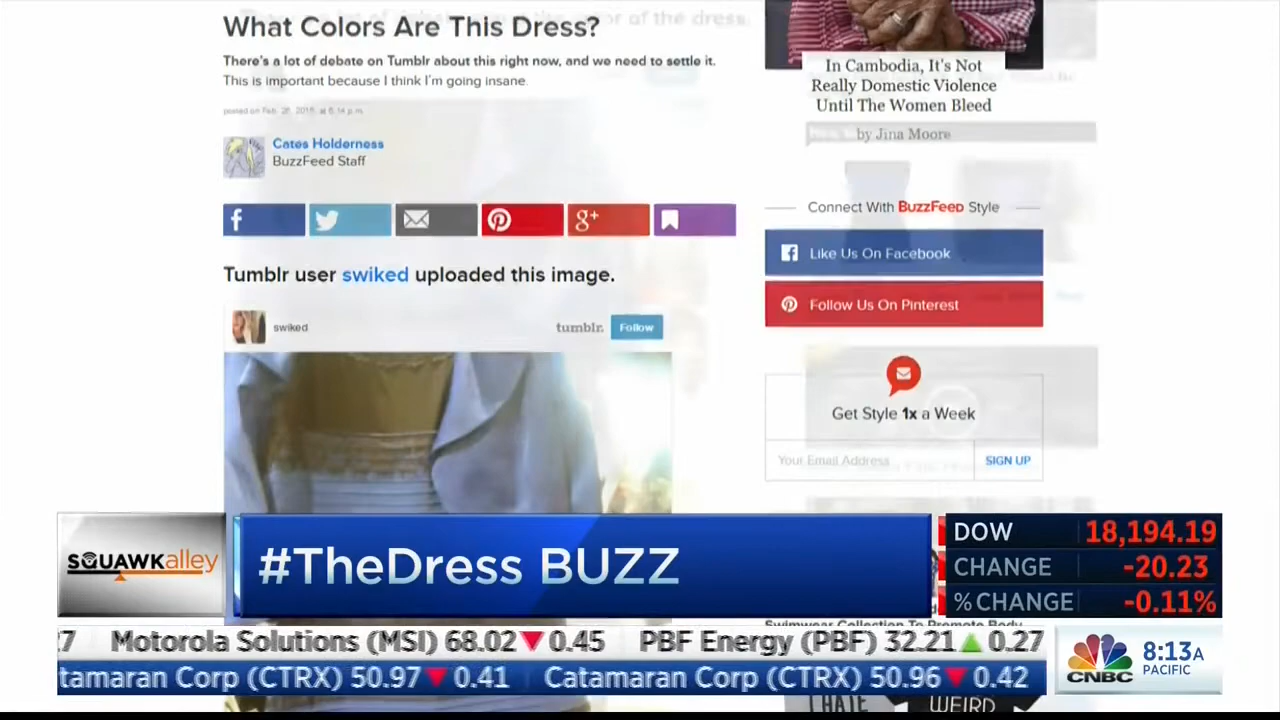 What Colors Are This Dress?
There's a lot of debate on Tumblr about this right now, and we need to settle it.
This is important because I think I'm going insane.
Cates Holderness
BuzzFeed Staff
f
g+
Tumblr user swiked uploaded this image.
swiked
tumblr.
Follow
In Cambodia, It's Not
Really Domestic Violence
Until The Women Bleed
by Jina Moore
Connect With BuzzFeed Style
Like Us On Facebook
Follow Us On Pinterest
Get Style 1x a Week
Your Email Address
SIGN UP
SQUAWKalley
#TheDress BUZZ
DOW 18,194.19
CHANGE -20.23
% CHANGE -0.11%
Motorola Solutions (MSI) 68.02 ▼ 0.45 PBF Energy (PBF) 32.21 ▲ 0.27
tamaran Corp (CTRX) 50.97 ▼ 0.41 Catamaran Corp (CTRX) 50.96 ▼ 0.42
CNBC
8:13A
PACIFIC
I HATE
WEIRD